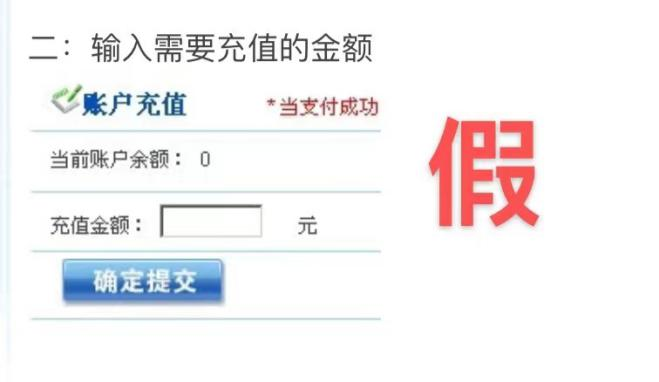 二：输入需要充值的金额
账户充值 *当支付成功
假
当前账户余额： 0
充值金额： 元
确定提交